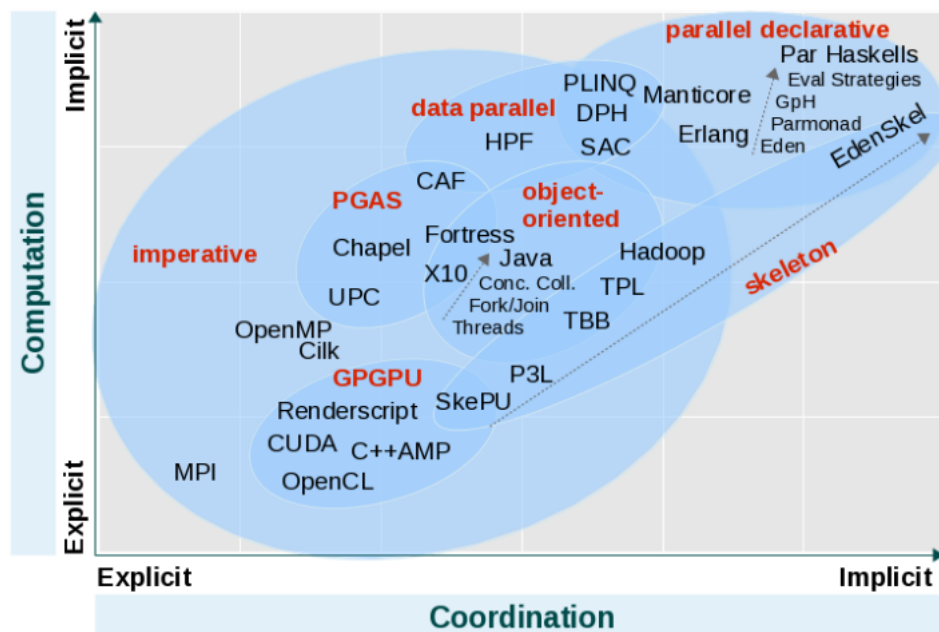 parallel declarative
Par Haskells
Eval Strategies
GpH
Parmonad
Eden
PLINQ
Manticore
data parallel
DPH
HPF
SAC
Erlang
EdenSkel
CAF
PGAS
object-
oriented
imperative
Chapel
Fortress
Hadoop
skeleton
X10
Java
Conc. Coll.
Fork/Join
Threads
TPL
UPC
TBB
OpenMP
Cilk
GPGPU
P3L
SkePU
Renderscript
CUDA
C++AMP
MPI
OpenCL
Implicit
Computation
Explicit
Explicit
Implicit
Coordination